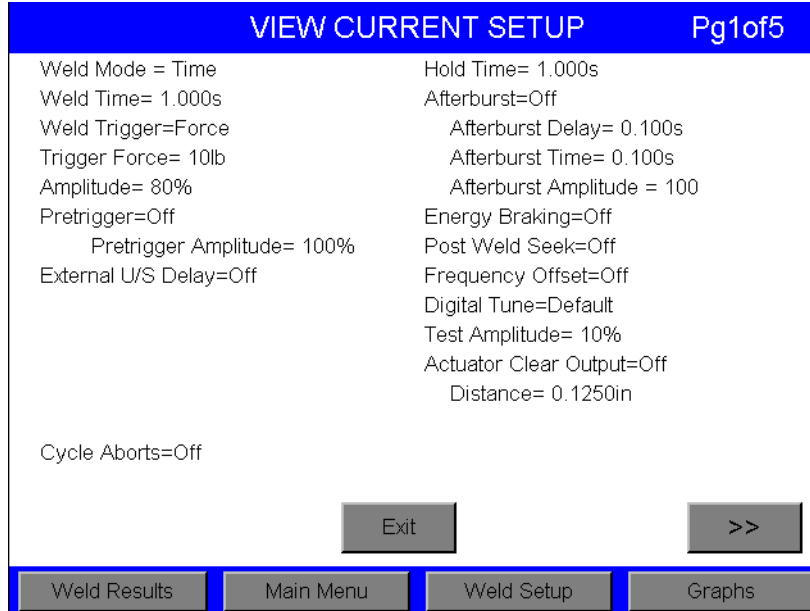 VIEW CURRENT SETUP
Pg1of5
Weld Mode = Time
Weld Time= 1.000s
Weld Trigger=Force
Trigger Force= 10lb
Amplitude= 80%
Pretrigger=Off
Pretrigger Amplitude= 100%
External U/S Delay=Off
Cycle Aborts=Off
Hold Time= 1.000s
Afterburst=Off
Afterburst Delay= 0.100s
Afterburst Time= 0.100s
Afterburst Amplitude = 100
Energy Braking=Off
Post Weld Seek=Off
Frequency Offset=Off
Digital Tune=Default
Test Amplitude= 10%
Actuator Clear Output=Off
Distance= 0.1250in
Exit
>>
Weld Results
Main Menu
Weld Setup
Graphs